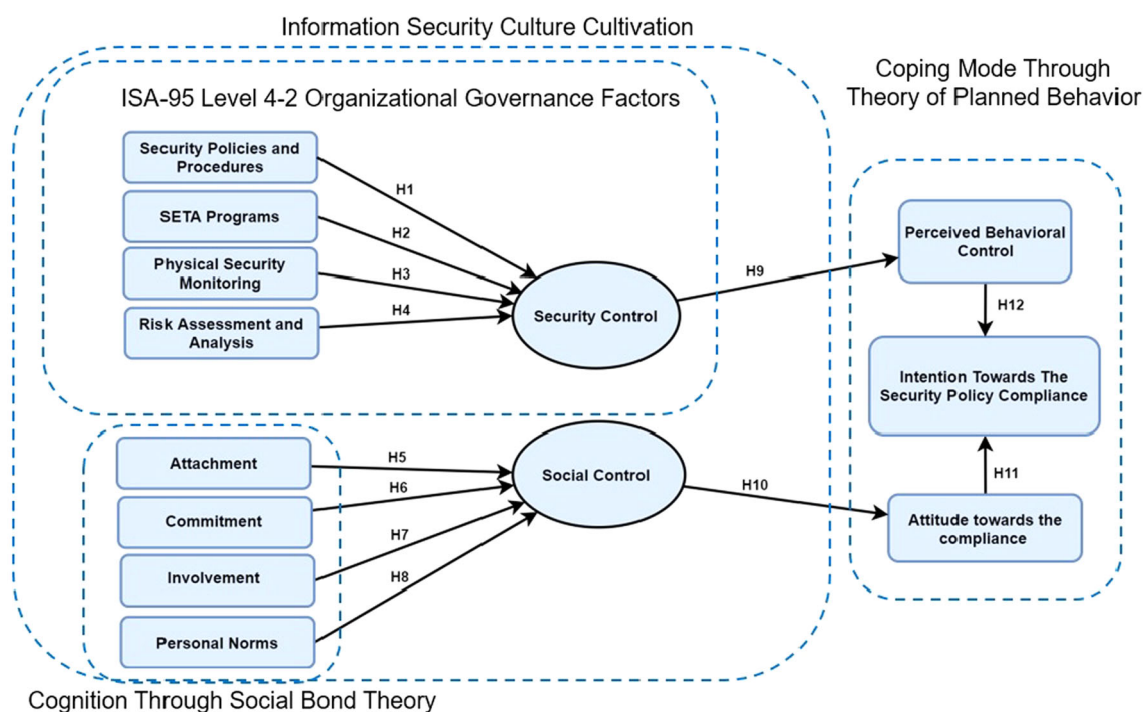 Information Security Culture Cultivation
ISA-95 Level 4-2 Organizational Governance Factors
Security Policies and
Procedures
SETA Programs
Physical Security
Monitoring
Risk Assessment and
Analysis
H1
H2
H3
H4
Security Control
H9
Attachment
Commitment
Involvement
Personal Norms
H5
H6
H7
H8
Social Control
H10
Cognition Through Social Bond Theory
Coping Mode Through
Theory of Planned Behavior
Perceived Behavioral
Control
H12
Intention Towards The
Security Policy Compliance
H11
Attitude towards the
compliance